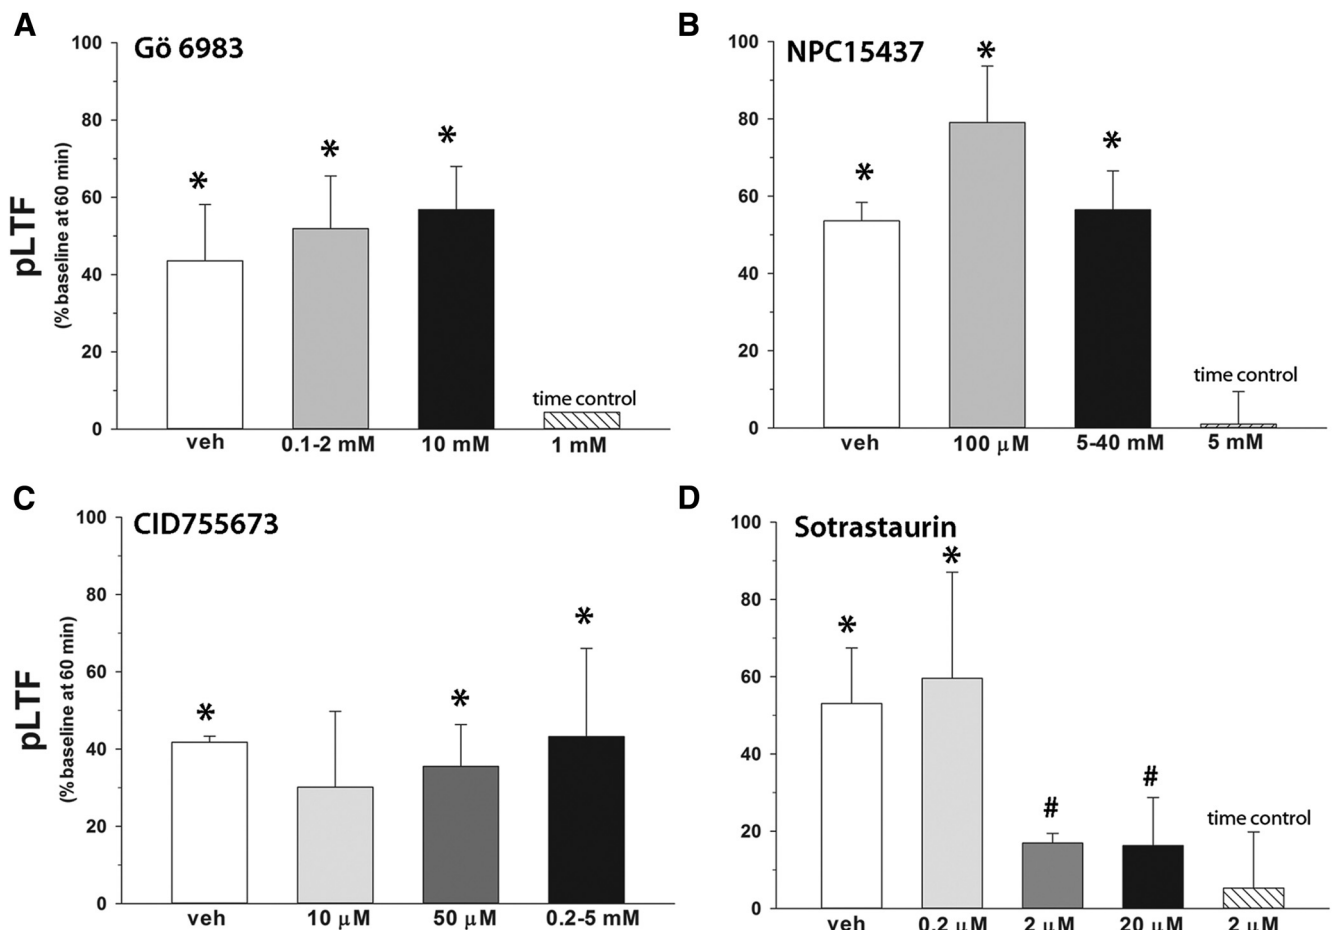 A
Gö 6983
100
80
60
40
20
0
pLTF
(% baseline at 60 min)
*
*
*
time control
veh
0.1-2 mM
10 mM
1 mM
B
NPC15437
100
80
60
40
20
0
*
*
*
time control
veh
100 μM
5-40 mM
5 mM
C
CID755673
100
80
60
40
20
0
pLTF
(% baseline at 60 min)
*
*
*
veh
10 μM
50 μM
0.2-5 mM
D
Sotrastaurin
100
80
60
40
20
0
*
*
#
#
time control
veh
0.2 μM
2 μM
20 μM
2 μM